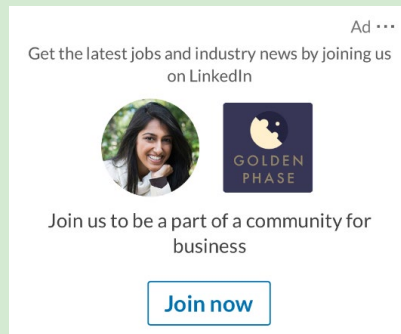 Ad ···
Get the latest jobs and industry news by joining us
on LinkedIn
GOLDEN
PHASE
Join us to be a part of a community for
business
Join now